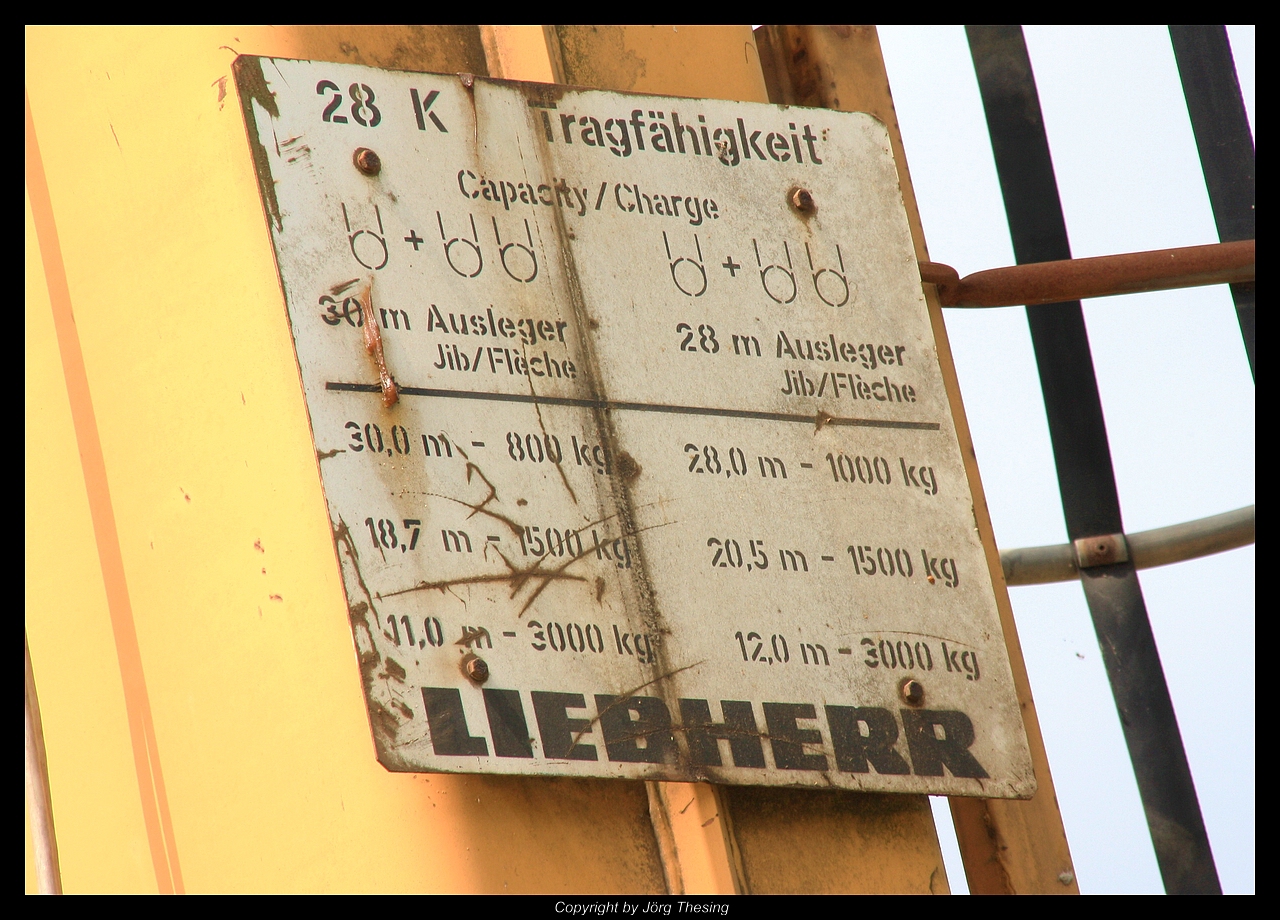 28 K Tragfähigkeit
Capacity/Charge
30 m Ausleger
Jib/Flèche
28 m Ausleger
Jib/Flèche
30,0 m - 800 kg
28,0 m - 1000 kg
18,7 m - 1500 kg
20,5 m - 1500 kg
11,0 m - 3000 kg
12,0 m - 3000 kg
LIEBHERR
Copyright by Jörg Thesing